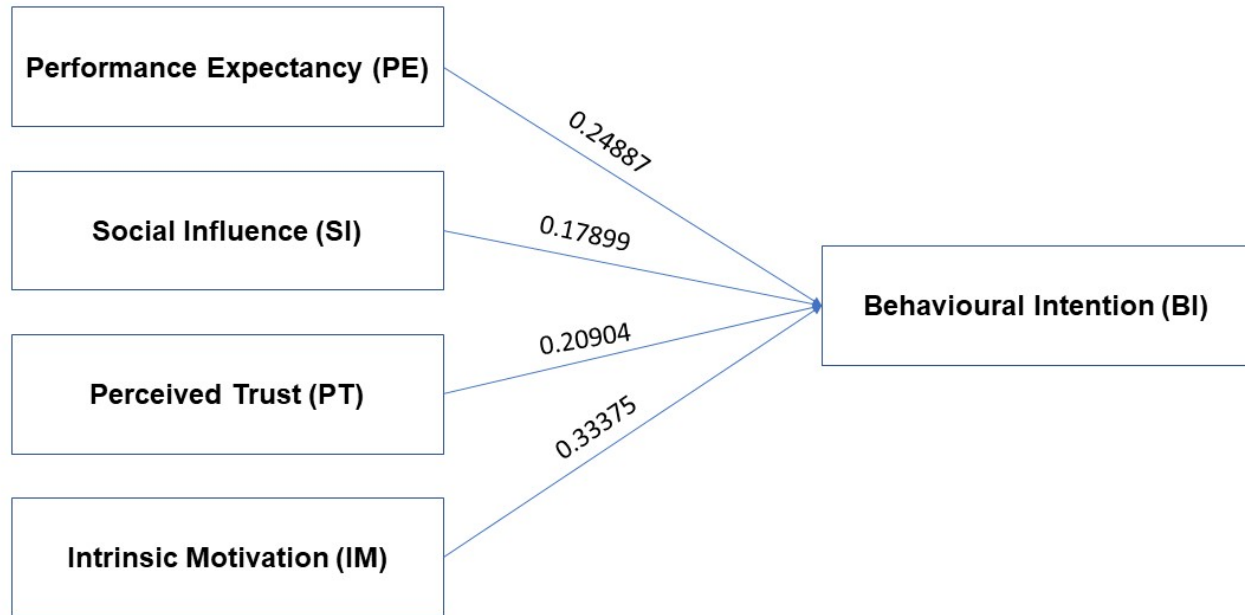 Performance Expectancy (PE)
0.24887
Social Influence (SI)
0.17899
Behavioural Intention (BI)
0.20904
Perceived Trust (PT)
0.33375
Intrinsic Motivation (IM)